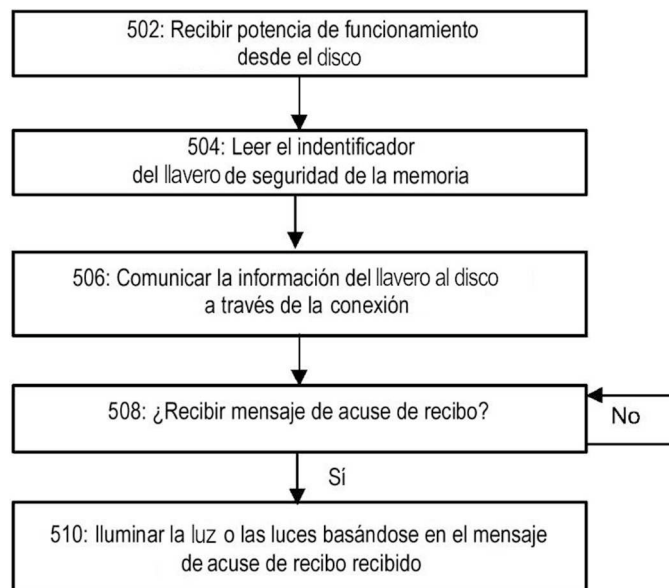 502: Recibir potencia de funcionamiento
desde el disco
504: Leer el indentificador
del llavero de seguridad de la memoria
506: Comunicar la información del llavero al disco
a través de la conexión
508: ¿Recibir mensaje de acuse de recibo?
No
Sí
510: Iluminar la luz o las luces basándose en el mensaje
de acuse de recibo recibido